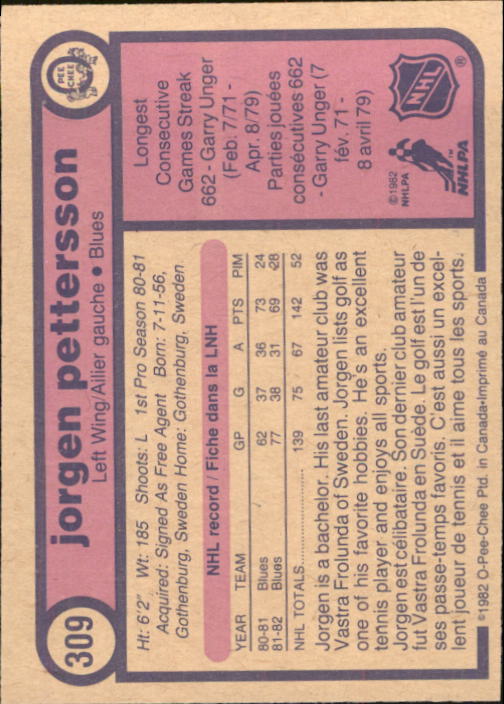 309
jorgen pettersson
Left Wing/Ailier gauche • Blues
O PEE CHEE
Ht: 6'2" Wt: 185 Shoots: L 1st Pro Season 80-81
Acquired: Signed As Free Agent Born: 7-11-56,
Gothenburg, Sweden Home: Gothenburg, Sweden
NHL record / Fiche dans la LNH
YEAR TEAM GP G A PTS PIM
80-81 Blues 62 37 36 73 24
81-82 Blues 77 38 31 69 28
NHL TOTALS.................... 139 75 67 142 52
Jorgen is a bachelor. His last amateur club was
Vastra Frolunda of Sweden. Jorgen lists golf as
one of his favorite hobbies. He's an excellent
tennis player and enjoys all sports.
Jorgen est célibataire. Son dernier club amateur
fut Vastra Frolunda en Suède. Le golf est l'un de
ses passe-temps favoris. C'est aussi un excel-
lent joueur de tennis et il aime tous les sports.
Longest
Consecutive
Games Streak
662 - Garry Unger
(Feb. 7/71 -
Apr. 8/79)
Parties jouées
consécutives 662
- Garry Unger (7
fév. 71 -
8 avril 79)
©1982
NHLPA
NHLPA™
NHL ®
©1982 O-Pee-Chee Ptd. in Canada•Imprimé au Canada